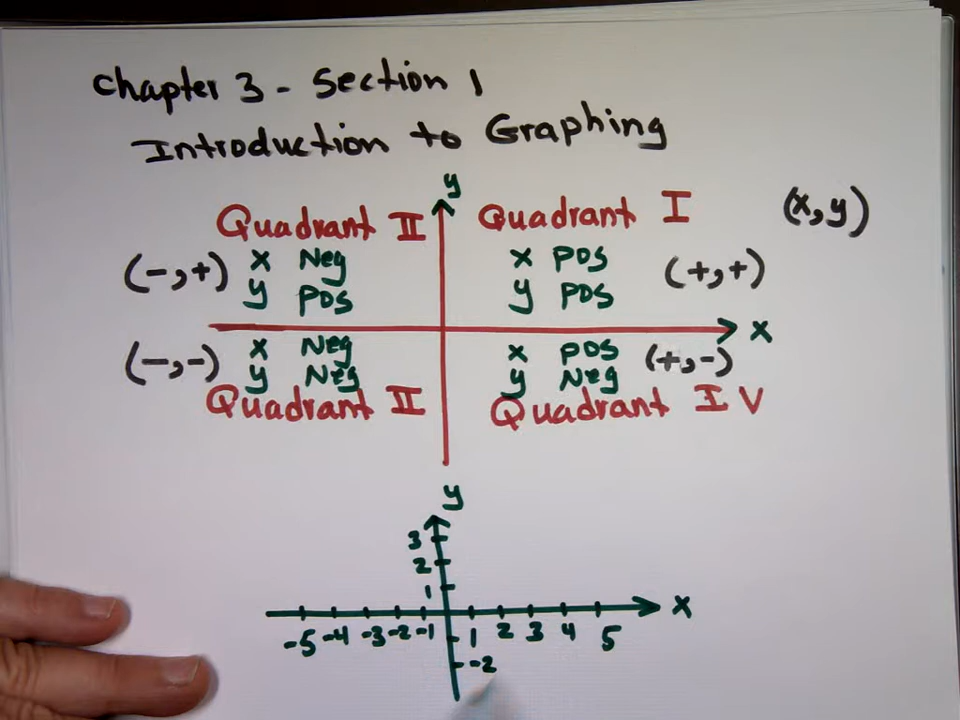 Chapter 3 - Section 1
Introduction to Graphing
y
Quadrant II Quadrant I (x,y)
(-,+) x Neg x Pos (+,+)
y Pos y Pos
x
(-,-) x Neg x Pos (+,-)
y Neg y Neg
Quadrant II Quadrant IV
y
3
2
1
x
-5 -4 -3 -2 -1 1 2 3 4 5
-2